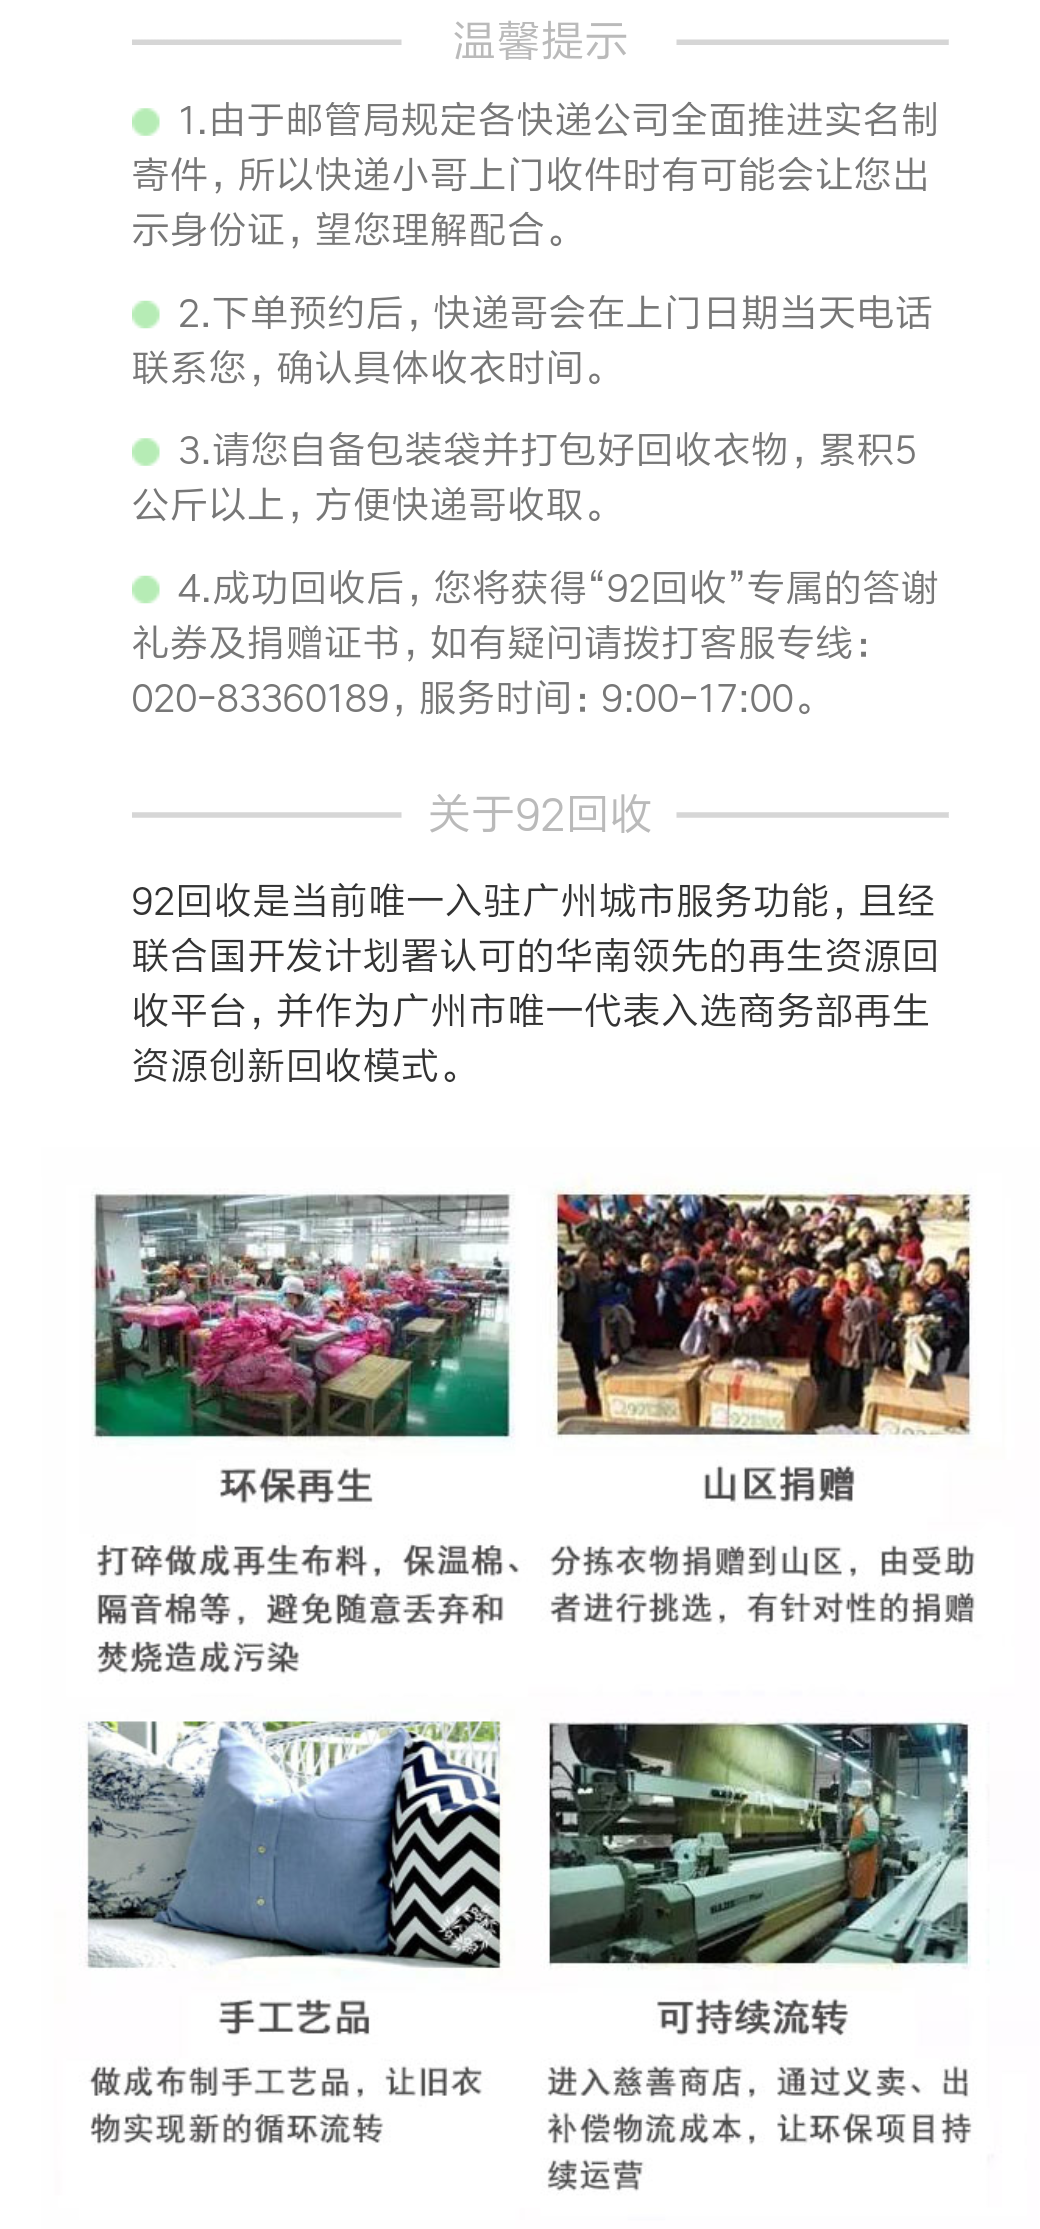 温馨提示
1.由于邮管局规定各快递公司全面推进实名制
寄件，所以快递小哥上门收件时有可能会让您出
示身份证，望您理解配合。
2.下单预约后，快递哥会在上门日期当天电话
联系您，确认具体收衣时间。
3.请您自备包装袋并打包好回收衣物，累积5
公斤以上，方便快递哥收取。
4.成功回收后，您将获得“92回收”专属的答谢
礼券及捐赠证书，如有疑问请拨打客服专线：
020-83360189，服务时间：9:00-17:00。
关于92回收
92回收是当前唯一入驻广州城市服务功能，且经
联合国开发计划署认可的华南领先的再生资源回
收平台，并作为广州市唯一代表入选商务部再生
资源创新回收模式。
环保再生
打碎做成再生布料，保温棉、
隔音棉等，避免随意丢弃和
焚烧造成污染
山区捐赠
分拣衣物捐赠到山区，由受助
者进行挑选，有针对性的捐赠
手工艺品
做成布制手工艺品，让旧衣
物实现新的循环流转
可持续流转
进入慈善商店，通过义卖、出
补偿物流成本，让环保项目持
续运营